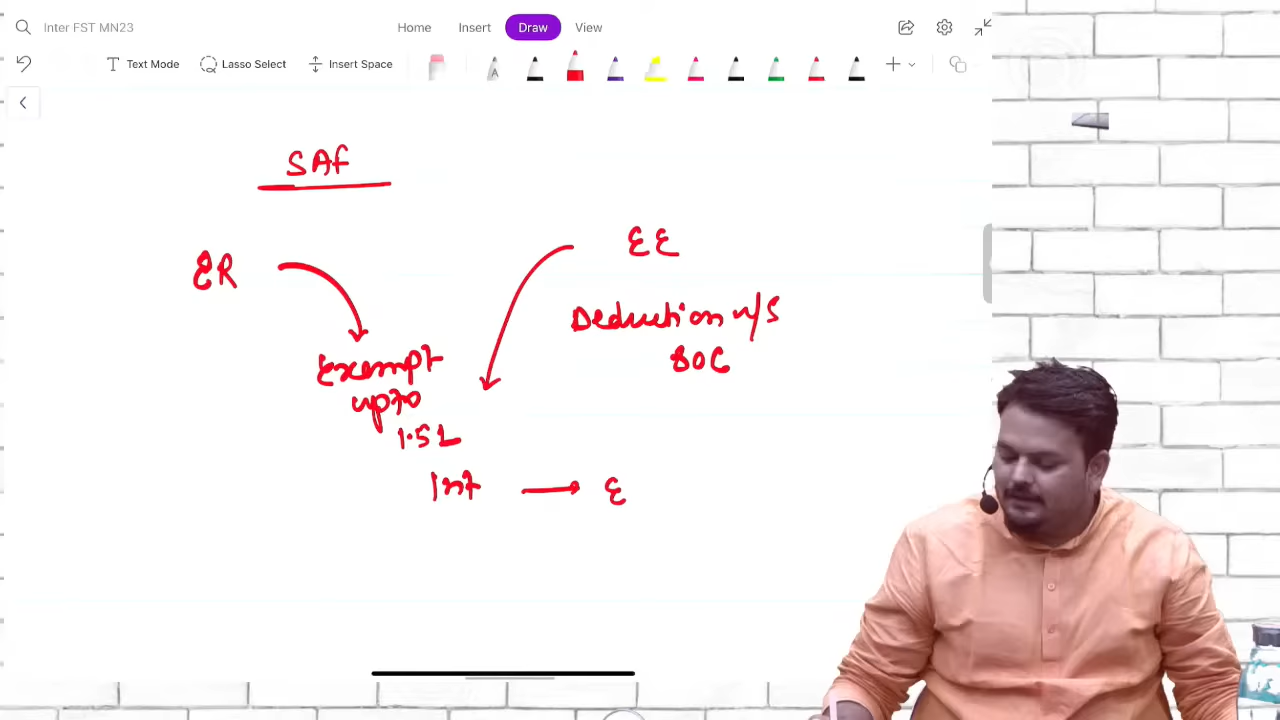 Inter FST MN23
Home Insert Draw View
Text Mode Lasso Select Insert Space
SAF
ER
EE
Deduction u/s
80C
Exempt
upto
1.5L
Int → E